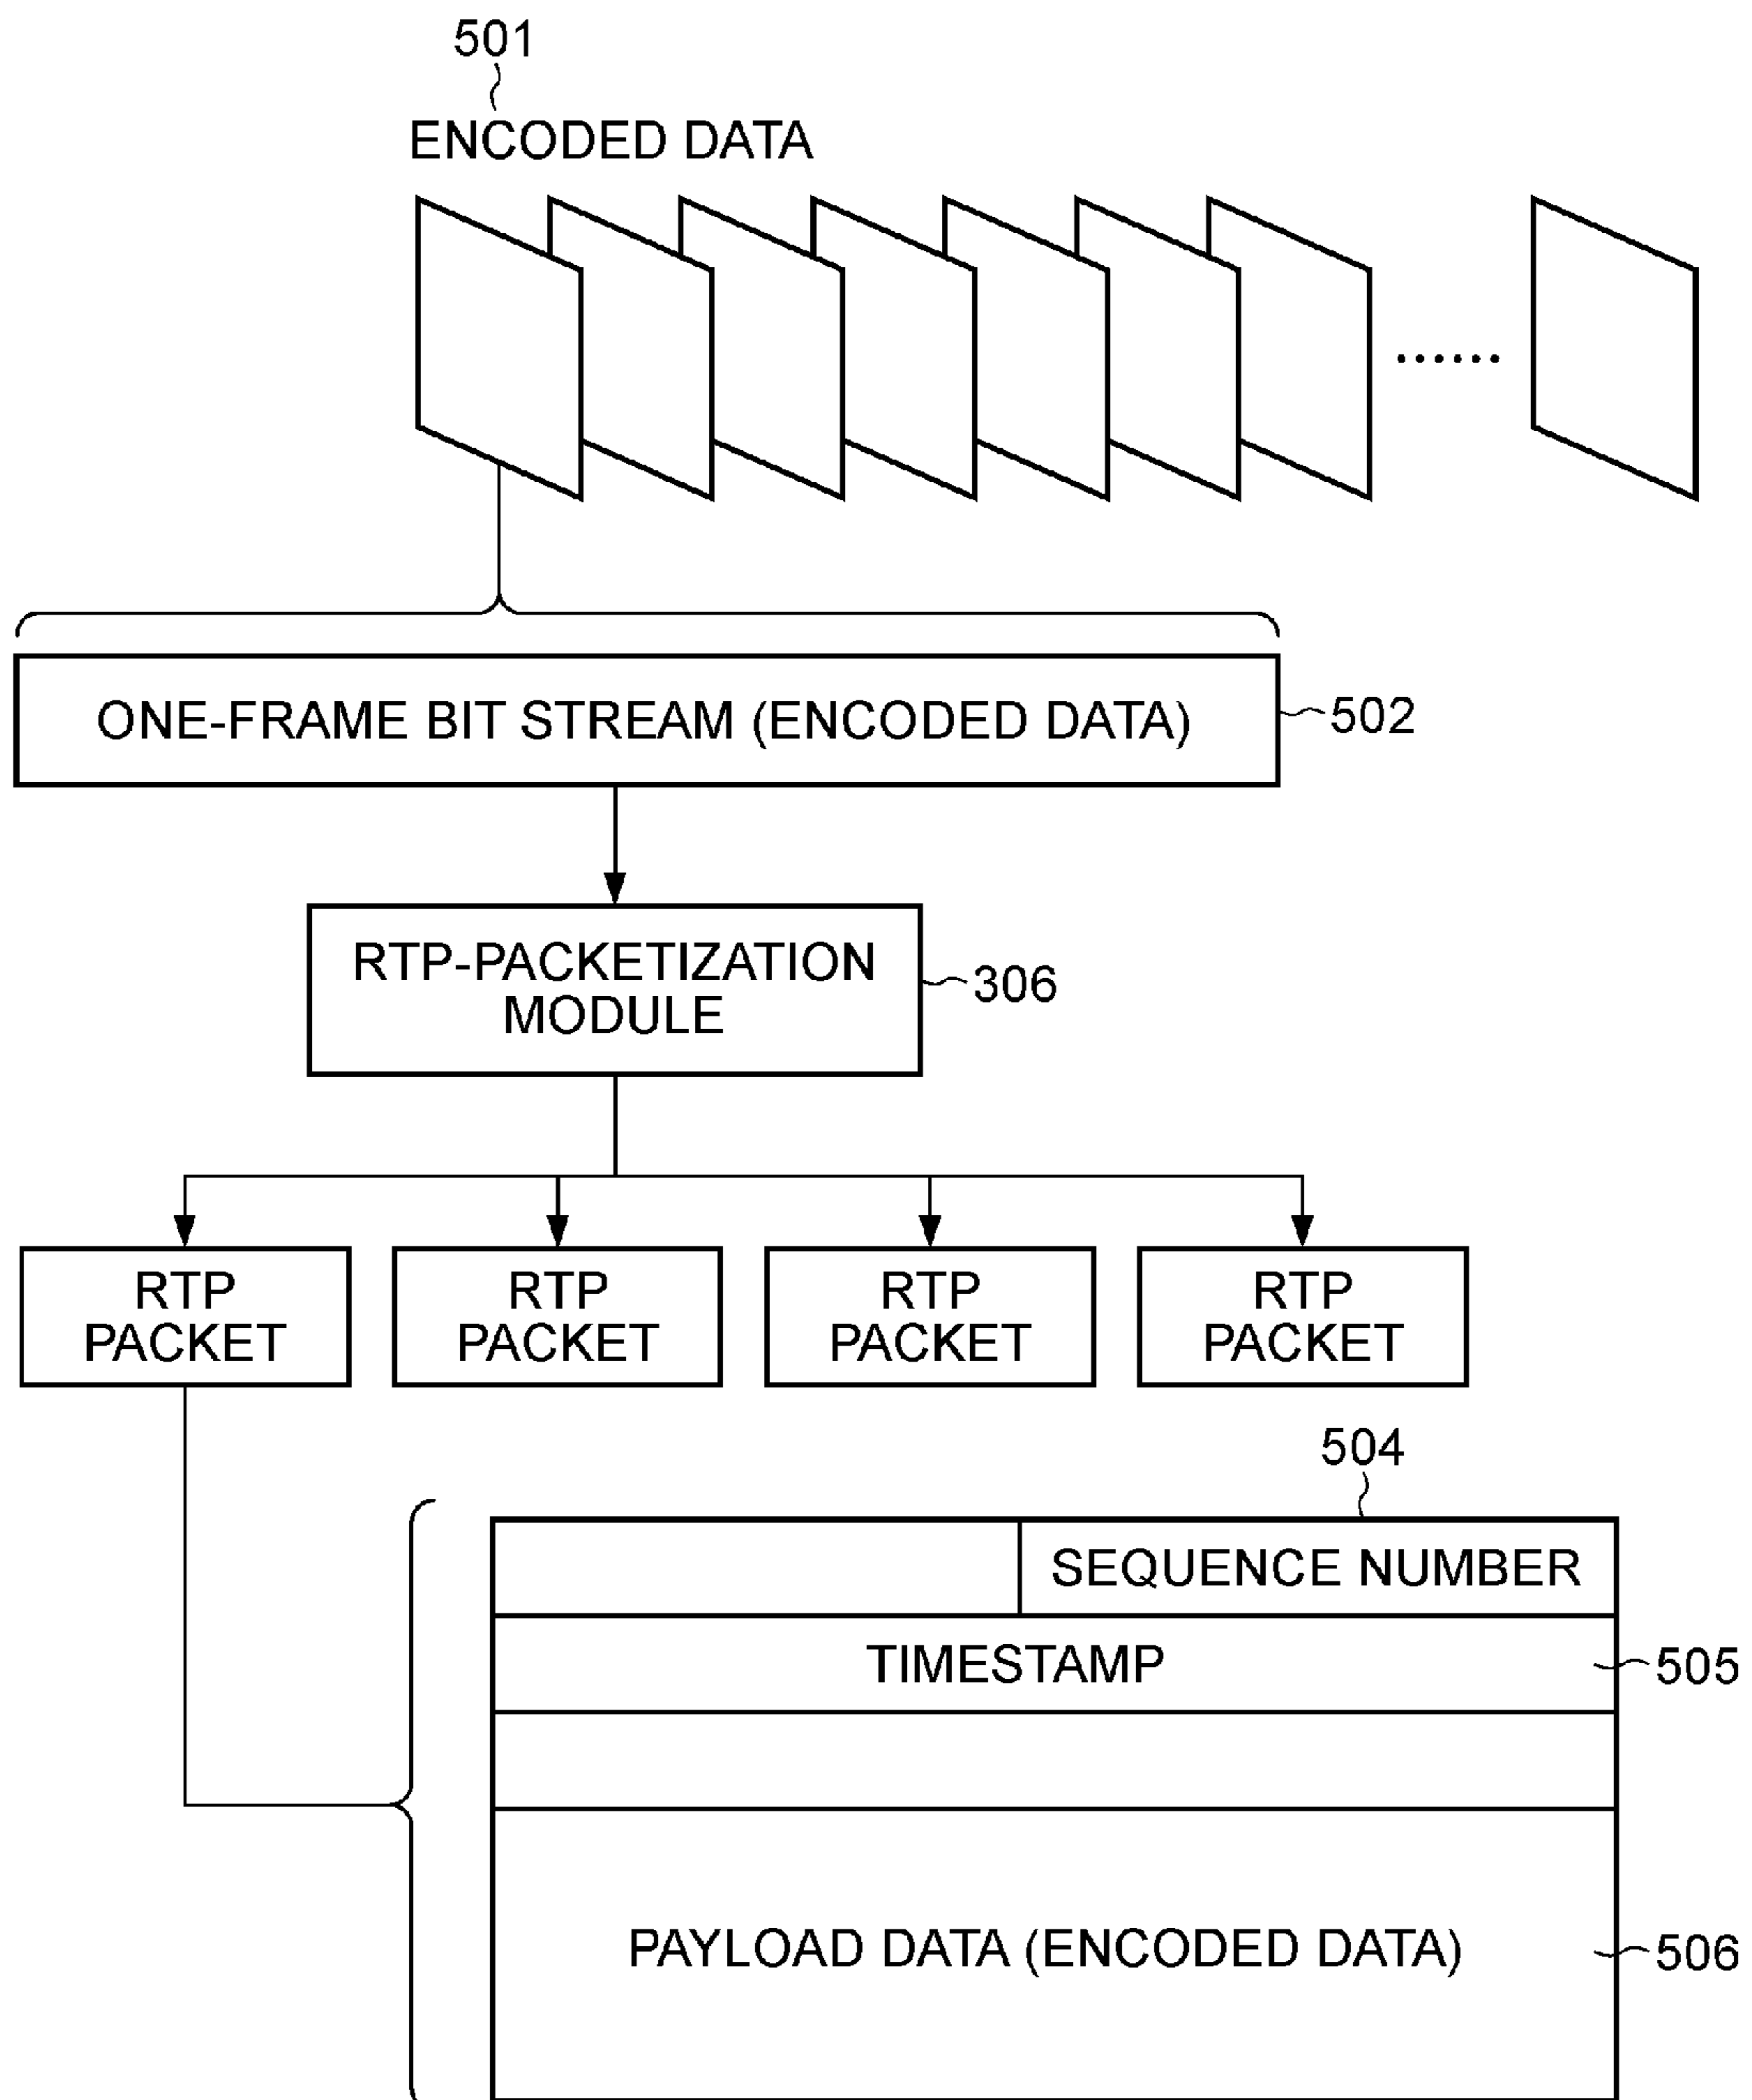 501
ENCODED DATA
ONE-FRAME BIT STREAM (ENCODED DATA)
502
RTP-PACKETIZATION
MODULE
306
RTP
PACKET
RTP
PACKET
RTP
PACKET
RTP
PACKET
504
SEQUENCE NUMBER
TIMESTAMP
505
PAYLOAD DATA (ENCODED DATA)
506